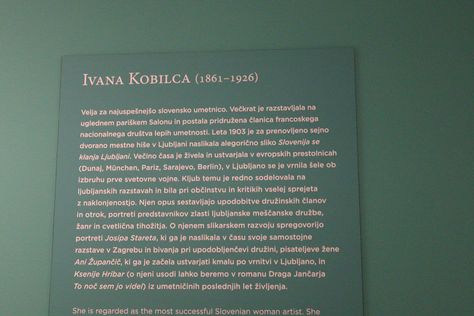 IVANA KOBILCA (1861–1926)
Velja za najuspešnejšo slovensko umetnico. Večkrat je razstavljala na
uglednem pariškem Salonu in postala pridružena članica francoskega
nacionalnega društva lepih umetnosti. Leta 1903 je za prenovljeno sejno
dvorano mestne hiše v Ljubljani naslikala alegorično sliko Slovenija se
klanja Ljubljani. Večino časa je živela in ustvarjala v evropskih prestolnicah
(Dunaj, München, Pariz, Sarajevo, Berlin), v Ljubljano se je vrnila šele ob
izbruhu prve svetovne vojne. Kljub temu je redno sodelovala na
ljubljanskih razstavah in bila pri občinstvu in kritikih vselej sprejeta
z naklonjenostjo. Njen opus sestavljajo upodobitve družinskih članov
in otrok, portreti predstavnikov zlasti ljubljanske meščanske družbe,
žanr in cvetlična tihožitja. O njenem slikarskem razvoju spregovorijo
portreti Josipa Stareta, ki ga je naslikala v času svoje samostojne
razstave v Zagrebu in bivanja pri upodobljenčevi družini, pisateljeve žene
Ani Župančič, ki ga je začela ustvarjati kmalu po vrnitvi v Ljubljano, in
Ksenije Hribar (o njeni usodi lahko beremo v romanu Draga Jančarja
To noč sem jo videl) iz umetničinih poslednjih let življenja.
She is regarded as the most successful Slovenian woman artist. She